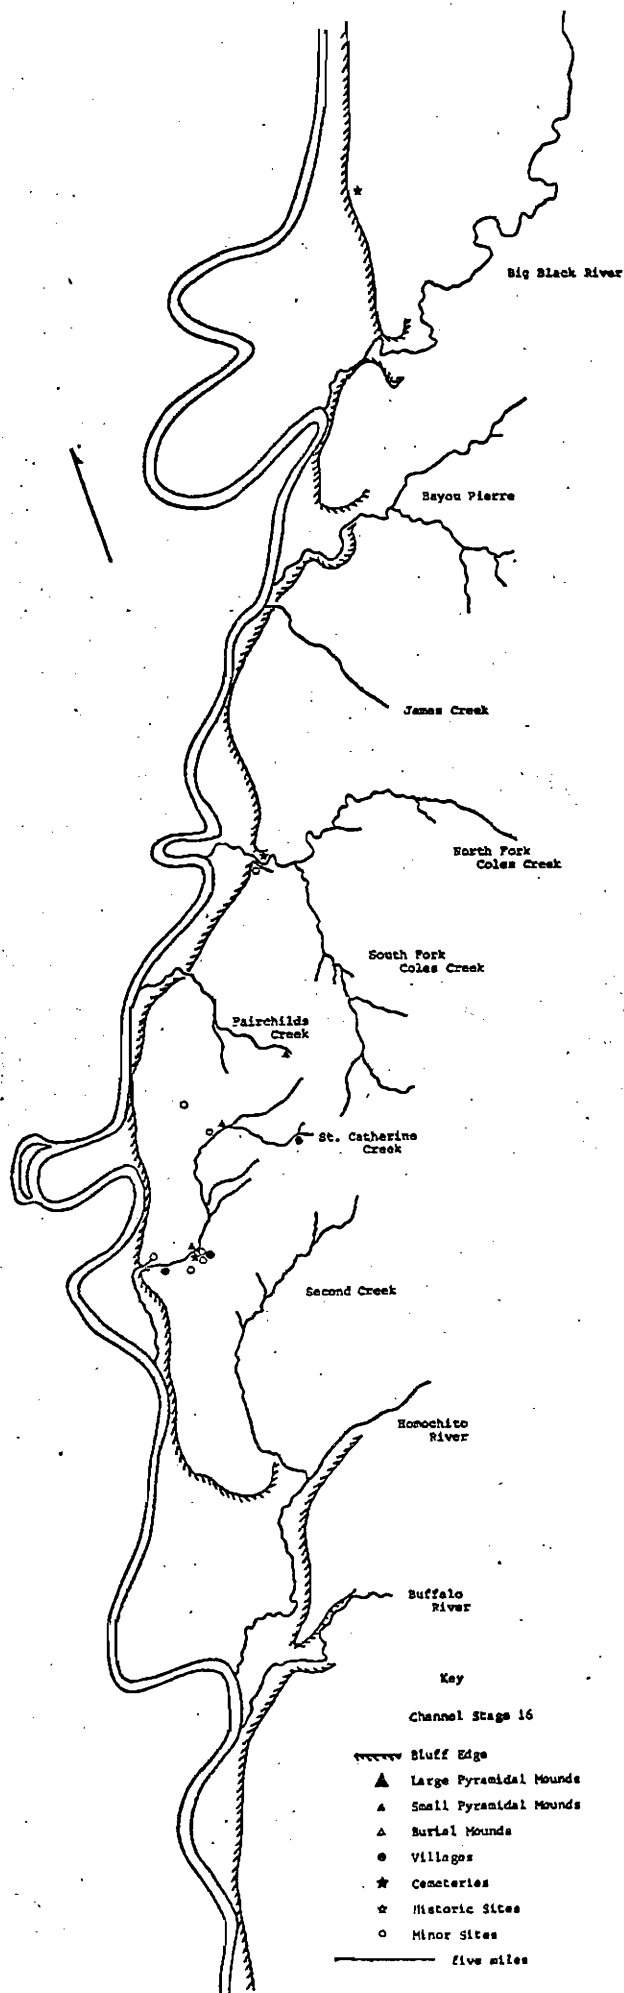 Big Black River
Bayou Pierre
James Creek
North Fork
Coles Creek
South Fork
Coles Creek
Fairchilds
Creek
St. Catherine
Creek
Second Creek
Homochito
River
Buffalo
River
Key
Channel Stage 16
Bluff Edge
Large Pyramidal Mounds
Small Pyramidal Mounds
Burial Mounds
Villages
Cemeteries
Historic Sites
Minor Sites
five miles